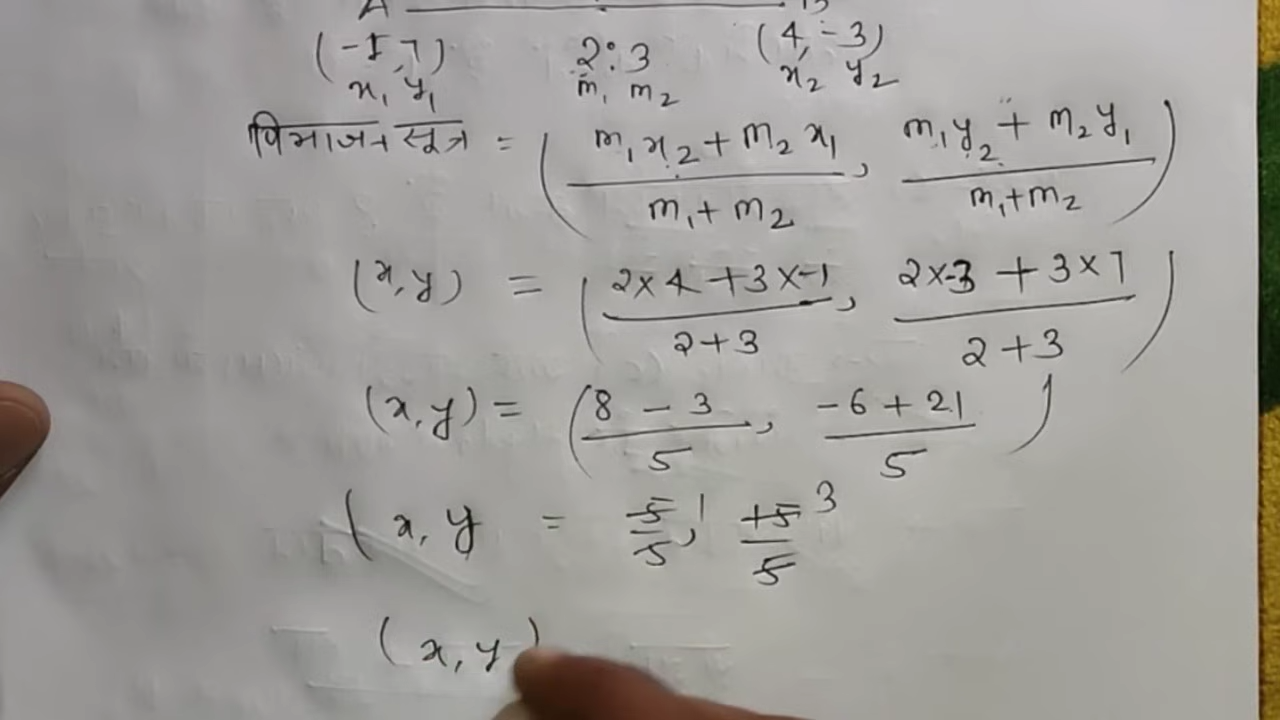 A B
(-1, 7) 2:3 (4, -3)
x₁ y₁ m₁ m₂ x₂ y₂
विभाजन सूत्र = ( m₁x₂ + m₂x₁ / m₁ + m₂ , m₁y₂ + m₂y₁ / m₁+m₂ )
(x,y) = ( 2×4+3×-1 / 2+3 , 2×-3 + 3×7 / 2+3 )
(x,y) = ( 8 - 3 / 5 , -6 + 21 / 5 )
( x, y = 5/5 1, 15/5 3
( x, y )